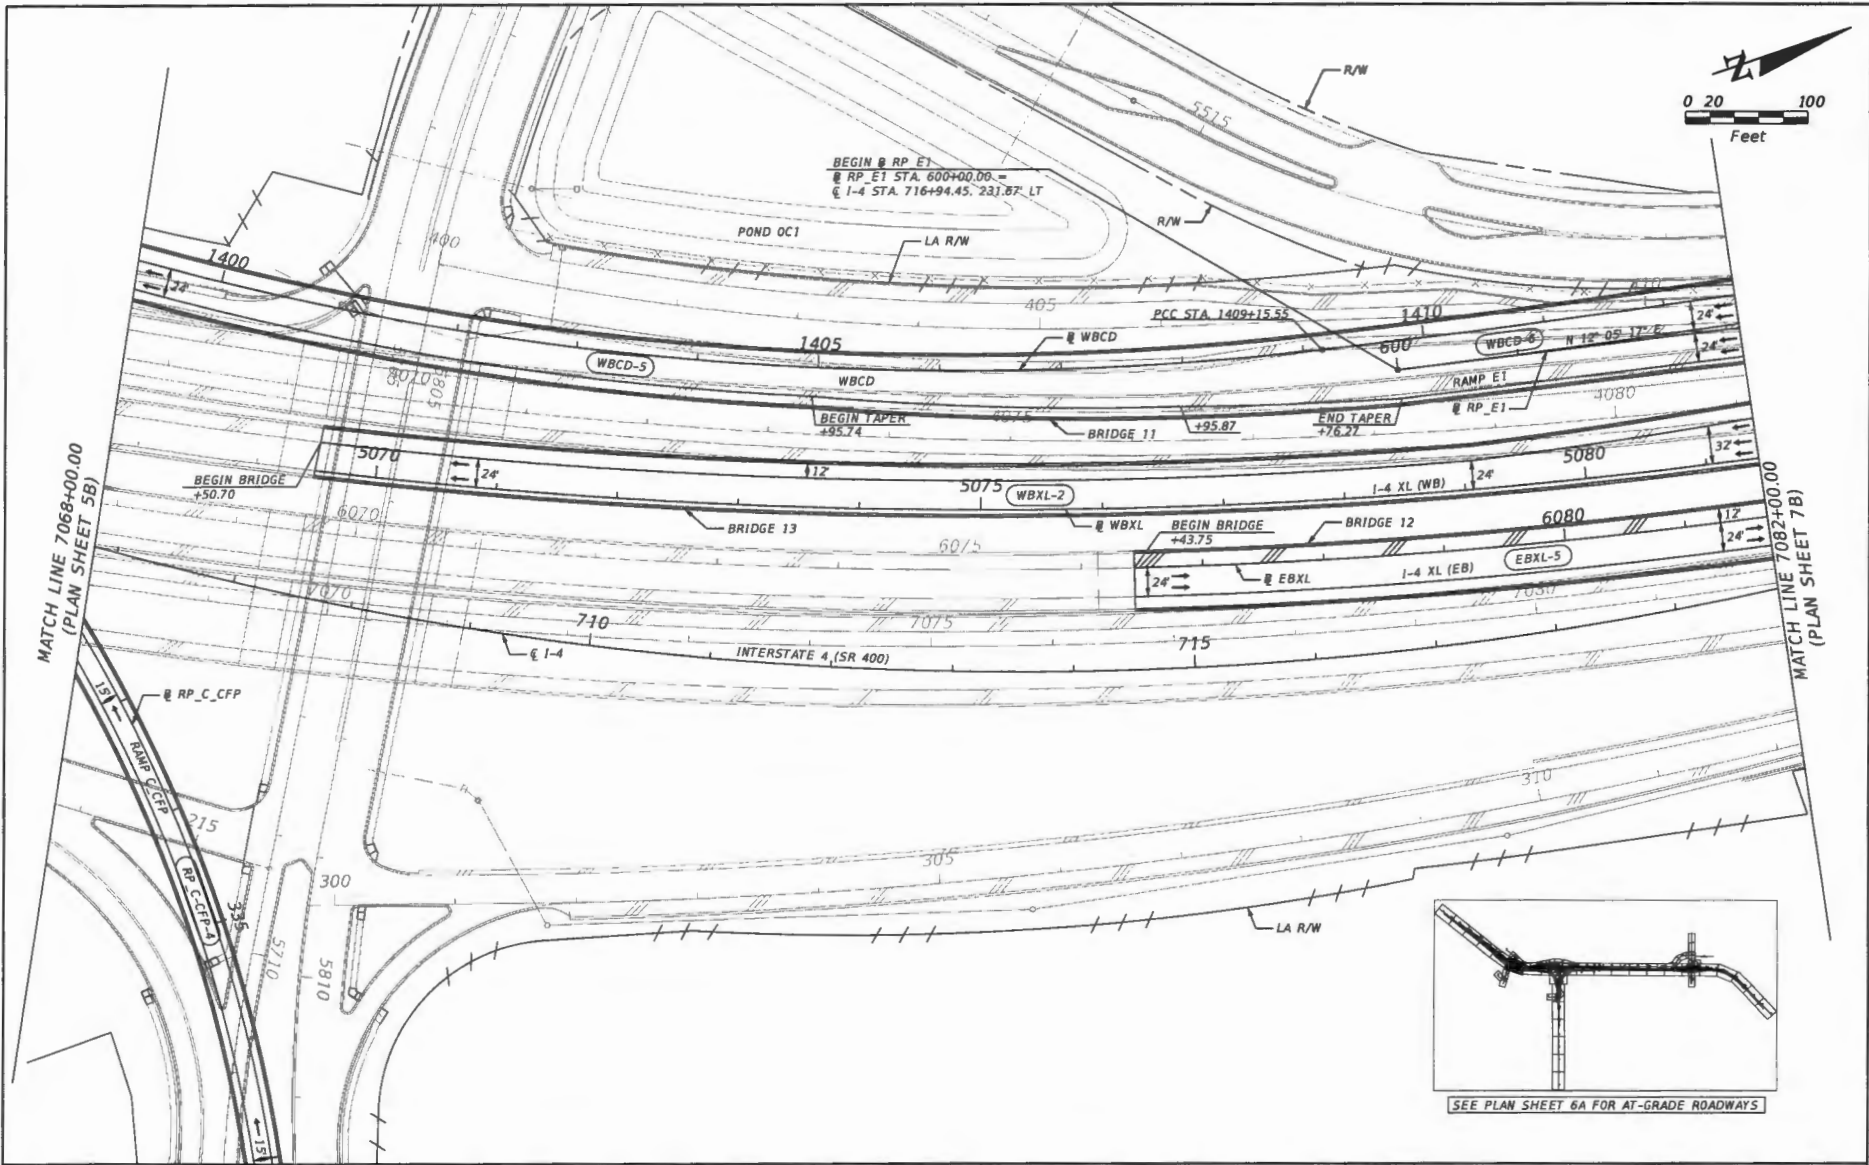 R/W
0 20 100
Feet
BEGIN ⅊ RP_E1
⅊ RP_E1 STA. 600+00.00 =
℄ I-4 STA. 716+94.45, 231.67' LT
5515
R/W
POND OC1
LA R/W
400
1400
24'
405
410
PCC STA. 1409+15.55
1410
24'
1405
⅊ WBCD
600
WBCD-6
N 12° 05' 17" E
24'
WBCD-5
WBCD
8070
5805
RAMP E1
BEGIN TAPER
+95.74
4075
BRIDGE 11
+95.87
END TAPER
+76.27
⅊ RP_E1
4080
5070
24'
12'
5075
WBXL-2
I-4 XL (WB)
24'
5080
32'
BEGIN BRIDGE
+50.70
6070
BRIDGE 13
⅊ WBXL
BEGIN BRIDGE
+43.75
BRIDGE 12
6080
12'
24'
6075
24'
⅊ EBXL
I-4 XL (EB)
EBXL-5
7070
7075
7080
MATCH LINE 7068+00.00
(PLAN SHEET 5B)
MATCH LINE 7082+00.00
(PLAN SHEET 7B)
710
715
℄ I-4
INTERSTATE 4 (SR 400)
⅊ RP_C_CFP
15'
RAMP C_CFP
215
RP_C-CFP-4
310
305
300
335
5710
5810
LA R/W
15'
SEE PLAN SHEET 6A FOR AT-GRADE ROADWAYS